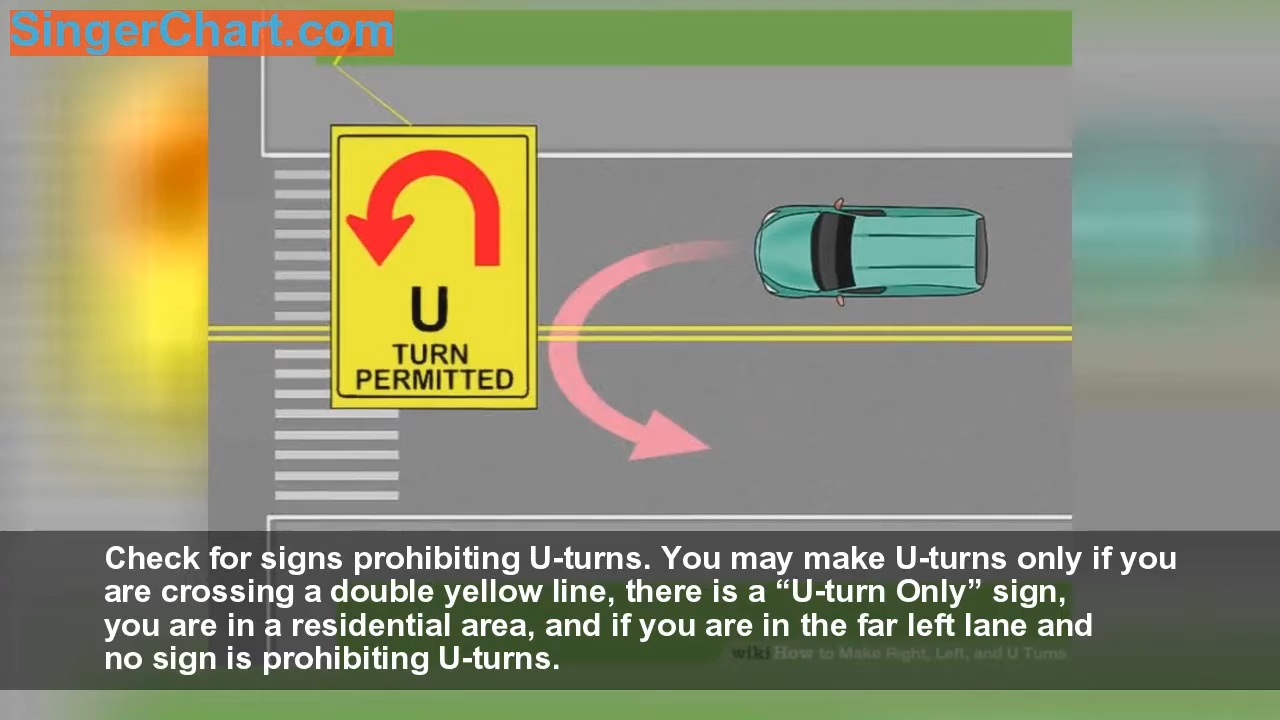 SingerChart.com
U
TURN
PERMITTED
Check for signs prohibiting U-turns. You may make U-turns only if you
are crossing a double yellow line, there is a “U-turn Only” sign,
you are in a residential area, and if you are in the far left lane and
no sign is prohibiting U-turns.
wikiHow to Make Right, Left, and U Turns